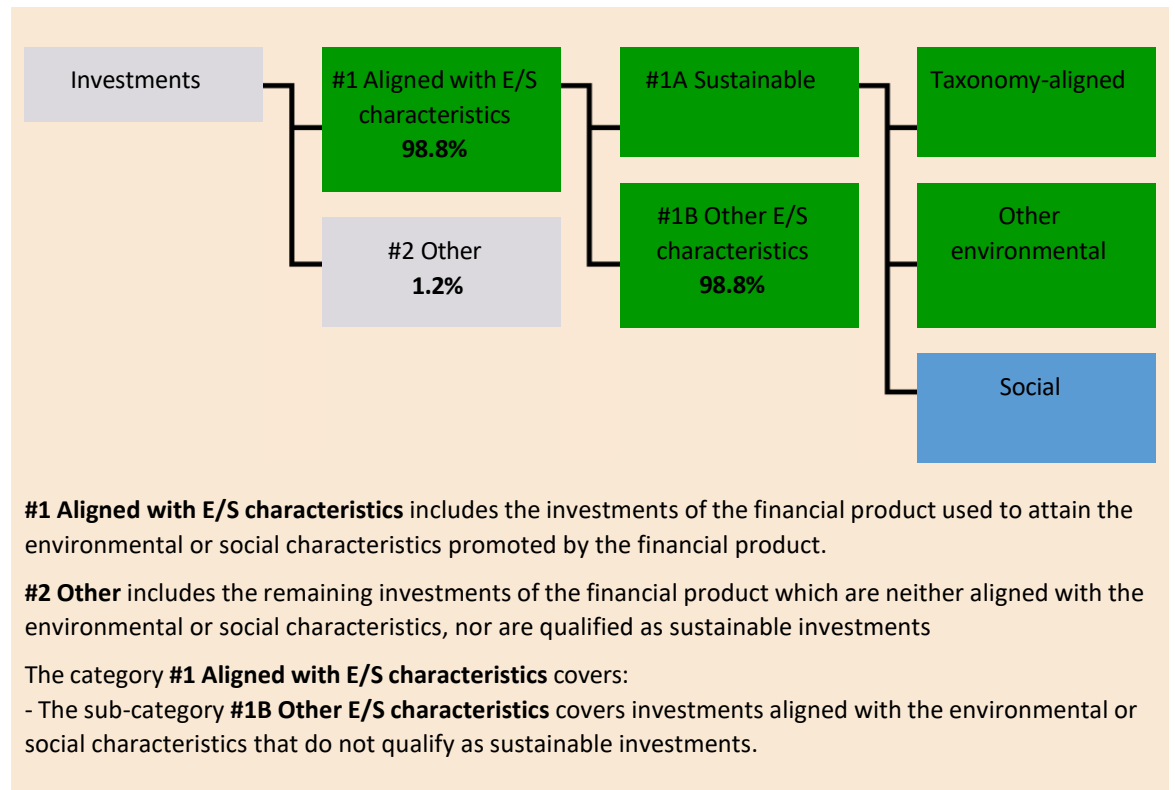 Investments
#1 Aligned with E/S
characteristics
98.8%
#2 Other
1.2%
#1A Sustainable
#1B Other E/S
characteristics
98.8%
Taxonomy-aligned
Other
environmental
Social
#1 Aligned with E/S characteristics includes the investments of the financial product used to attain the
environmental or social characteristics promoted by the financial product.
#2 Other includes the remaining investments of the financial product which are neither aligned with the
environmental or social characteristics, nor are qualified as sustainable investments
The category #1 Aligned with E/S characteristics covers:
- The sub-category #1B Other E/S characteristics covers investments aligned with the environmental or
social characteristics that do not qualify as sustainable investments.